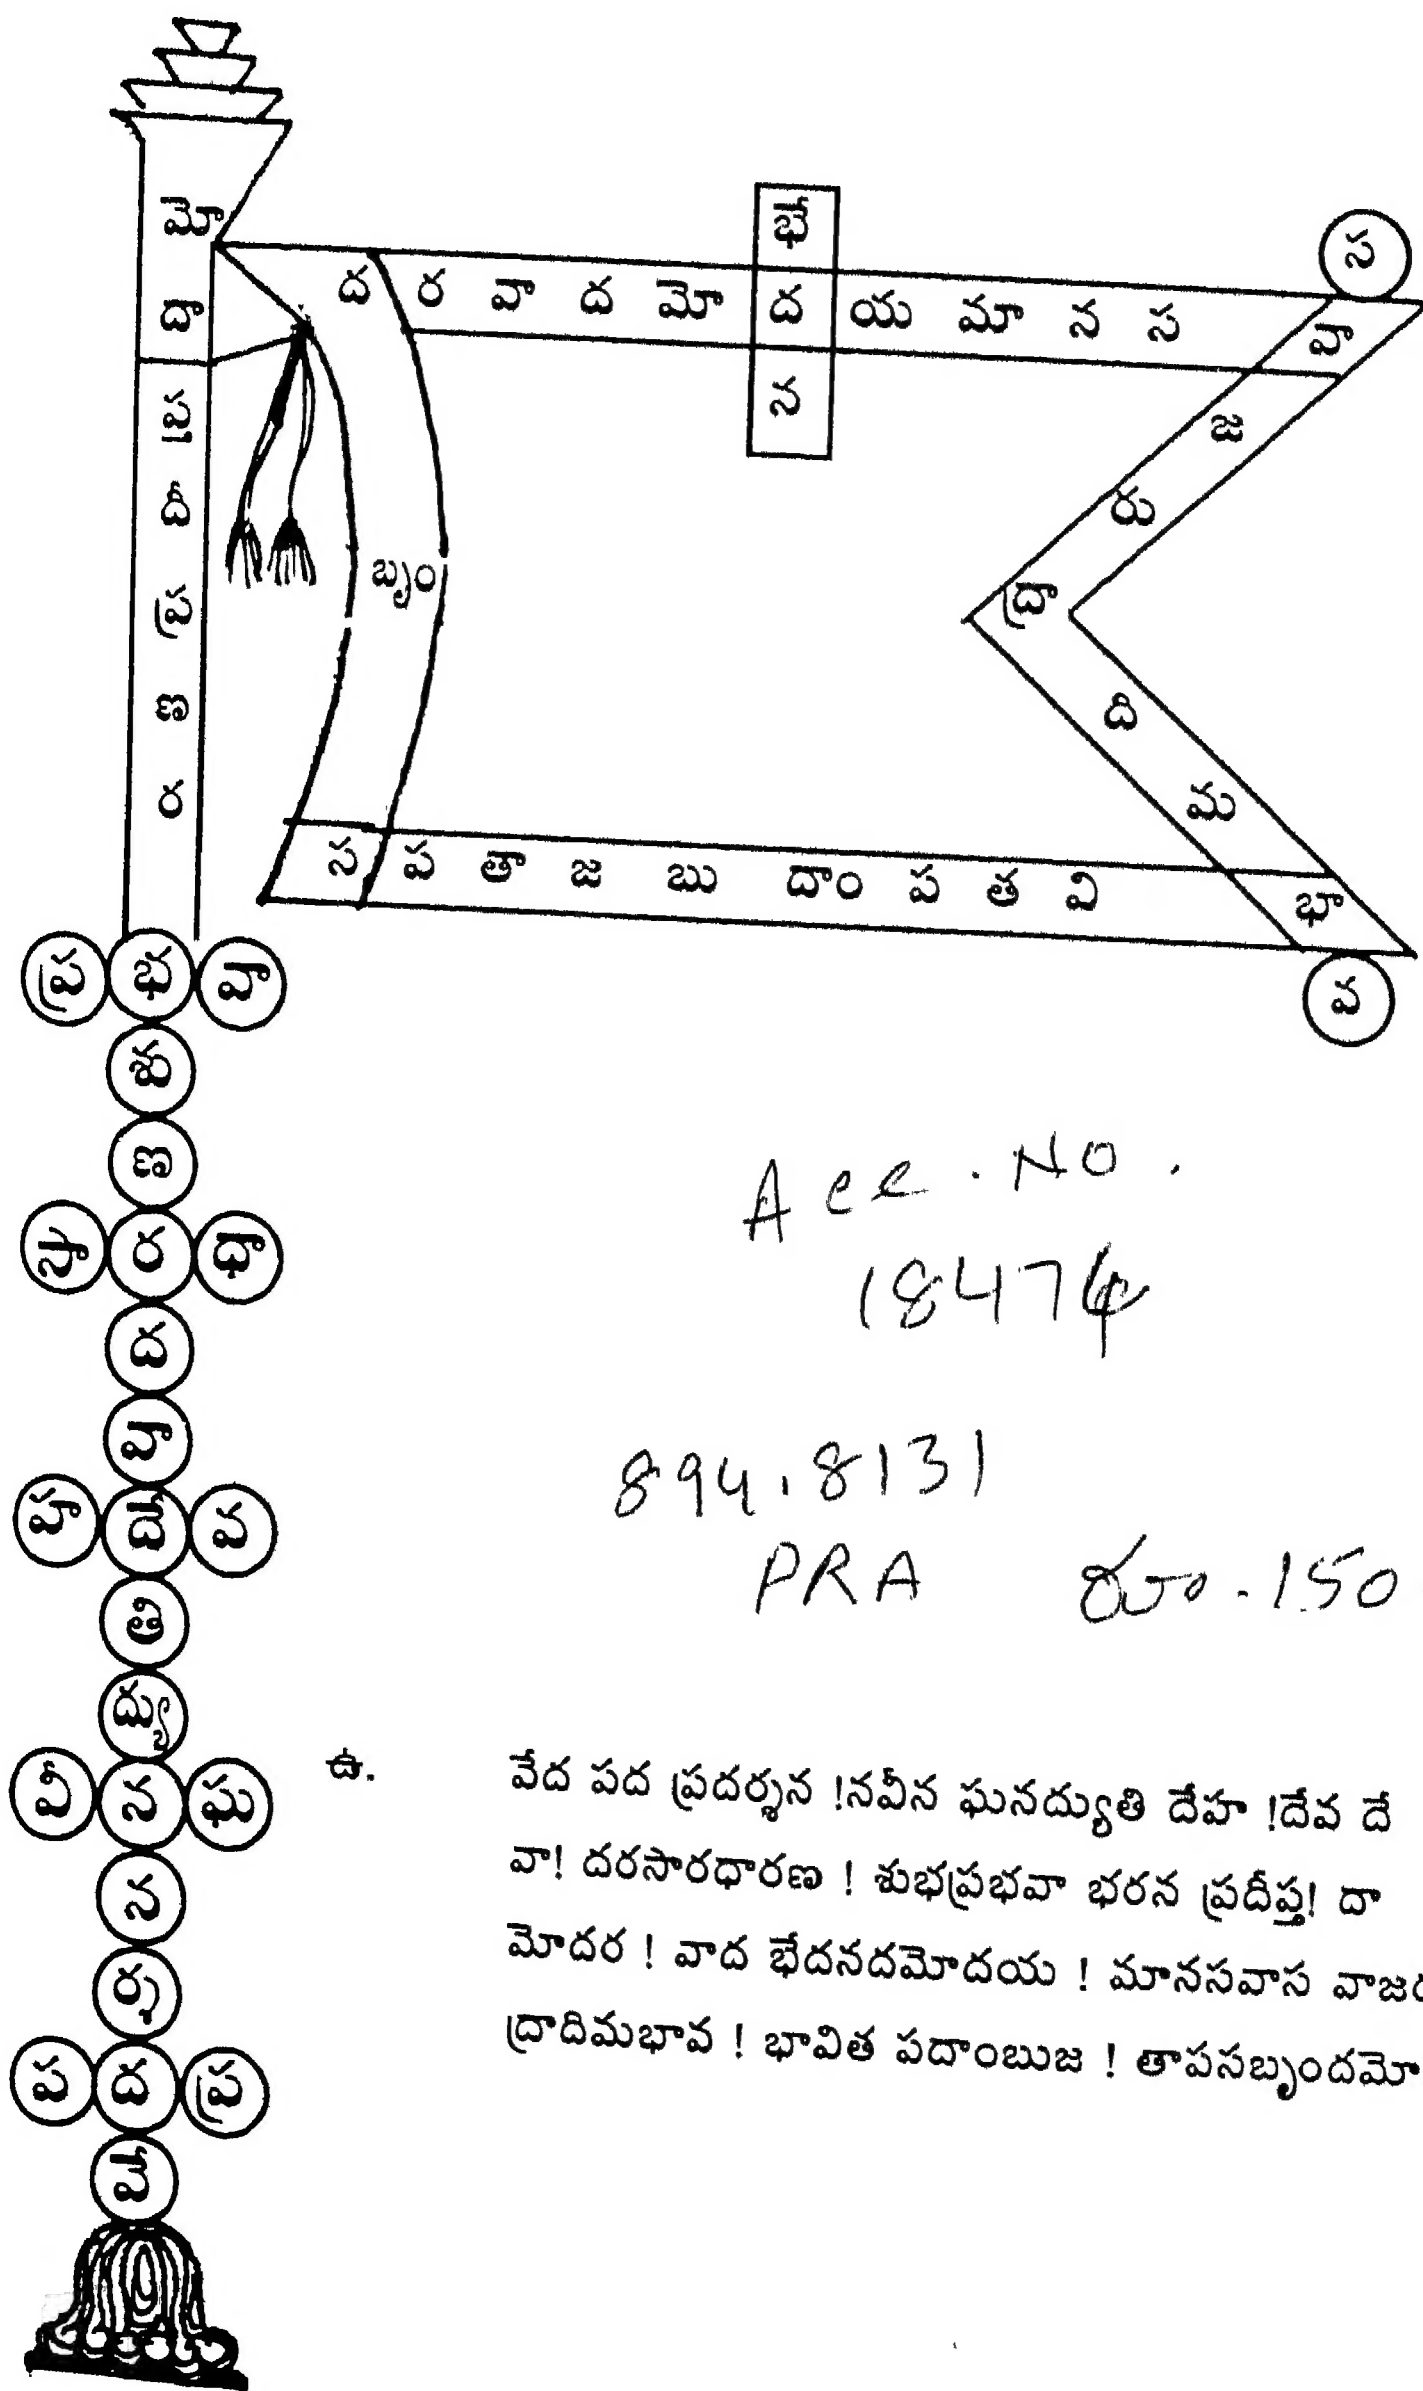 మో
దా
ప్త
దీ
ప్ర
ణ
ర
భే
స
ద ర వా ద మో ద య మా న స వా
న
జ
రు
ద్రా
ది
మ
బృం
స ప తా జ బు దాం ప త వి భా
వ
ప్ర భ వా
శు
ణ
సా ర ధా
ద
వా
హ దే వ
తి
ద్యు
వీ న ఘ
న
ర్శ
ప ద ప్ర
వే
Acc. No.
18474
894.8131
PRA రూ. 150
ఉ. వేద పద ప్రదర్శన !నవీన ఘనద్యుతి దేహ !దేవ దే
వా! దరసారధారణ ! శుభప్రభవా భరన ప్రదీప్త! దా
మోదర ! వాద భేదనదమోదయ ! మానసవాస వాజ
ద్రాదిమభావ ! భావిత పదాంబుజ ! తాపసబృందమో